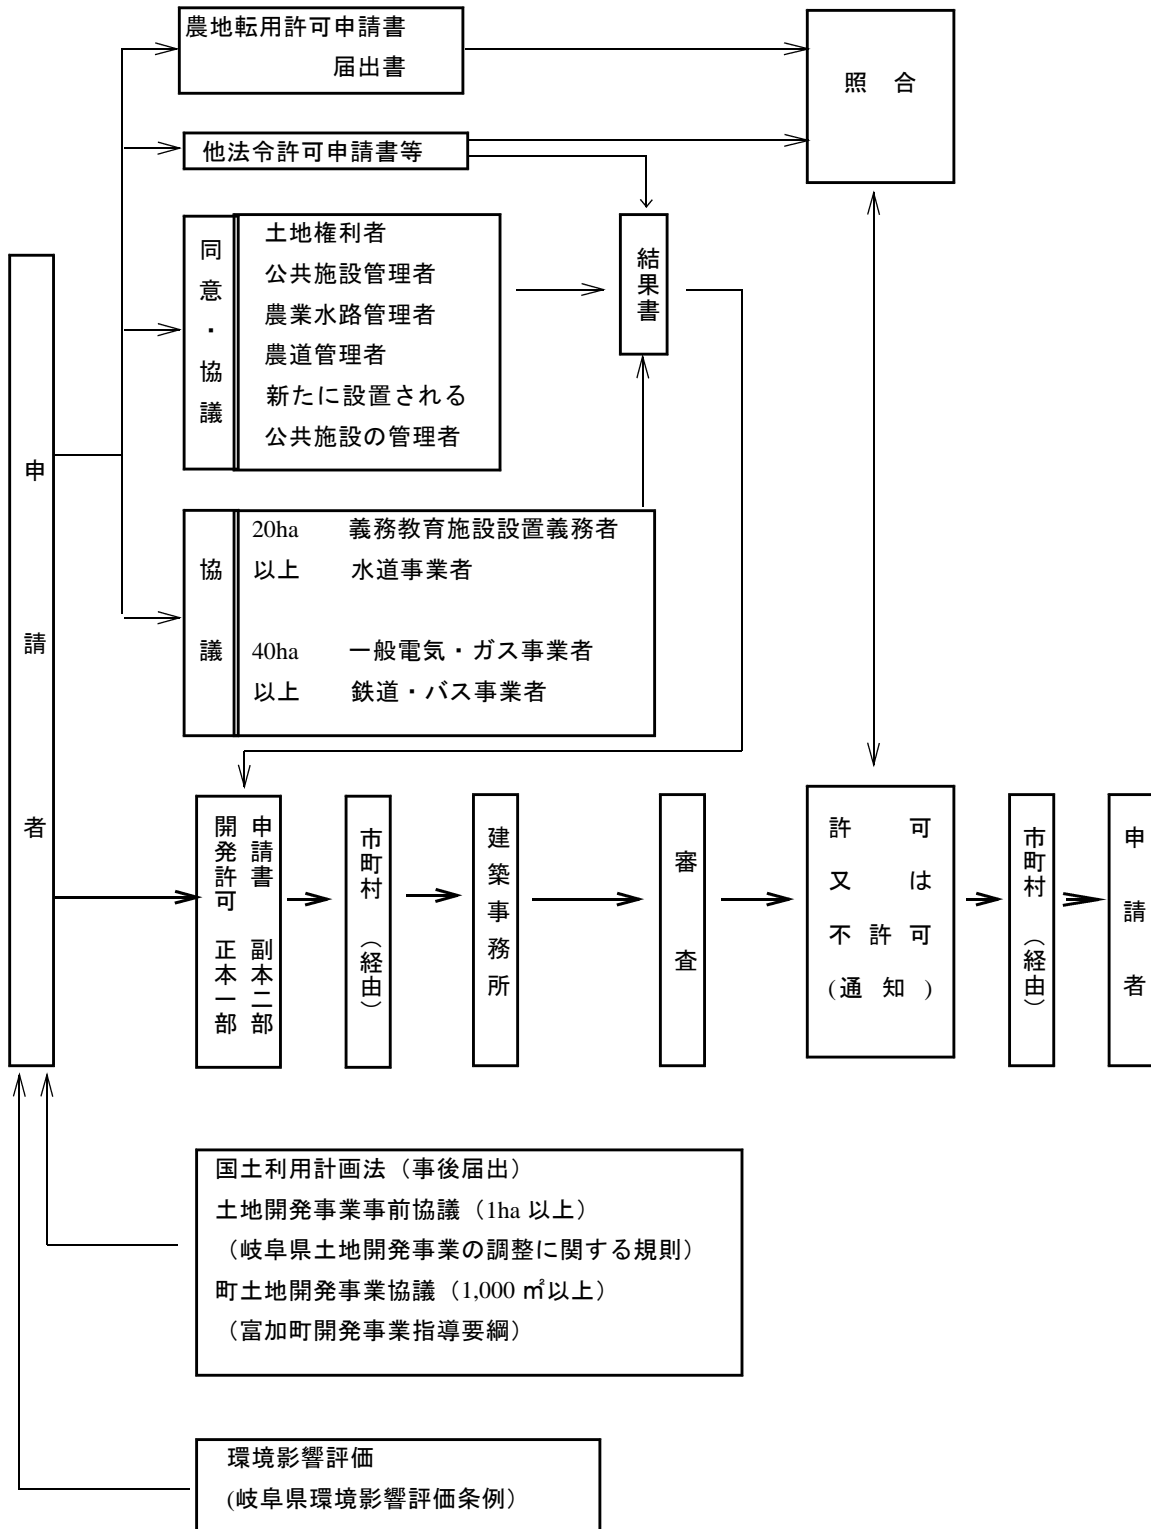 農地転用許可申請書
届出書
照 合
他法令許可申請書等
同意・協議
土地権利者
公共施設管理者
農業水路管理者
農道管理者
新たに設置される
公共施設の管理者
結果書
申請者
協議
20ha 義務教育施設設置義務者
以上 水道事業者
40ha 一般電気・ガス事業者
以上 鉄道・バス事業者
申請書 副本二部
開発許可 正本一部
市町村（経由）
建築事務所
審査
許 可
又 は
不 許 可
(通 知 )
市町村（経由）
申請者
国土利用計画法（事後届出）
土地開発事業事前協議（1ha 以上）
（岐阜県土地開発事業の調整に関する規則）
町土地開発事業協議（1,000 ㎡以上）
（富加町開発事業指導要綱）
環境影響評価
(岐阜県環境影響評価条例）